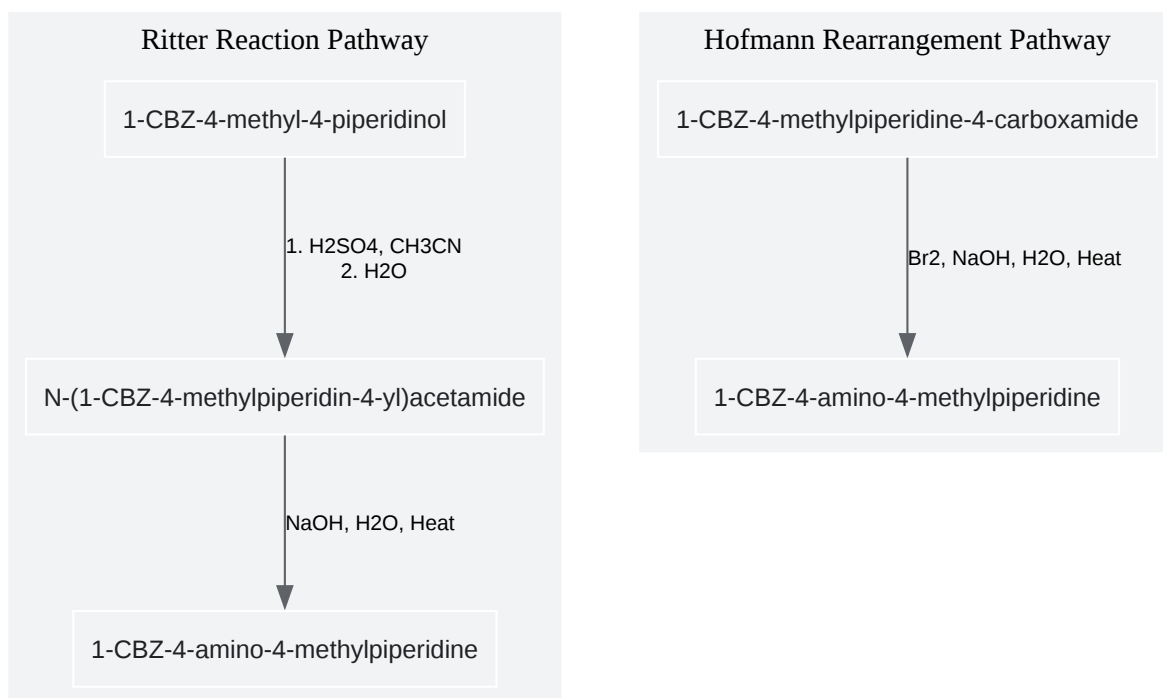 Ritter Reaction Pathway
1-CBZ-4-methyl-4-piperidinol
1. H2SO4, CH3CN
2. H2O
N-(1-CBZ-4-methylpiperidin-4-yl)acetamide
NaOH, H2O, Heat
1-CBZ-4-amino-4-methylpiperidine
Hofmann Rearrangement Pathway
1-CBZ-4-methylpiperidine-4-carboxamide
Br2, NaOH, H2O, Heat
1-CBZ-4-amino-4-methylpiperidine